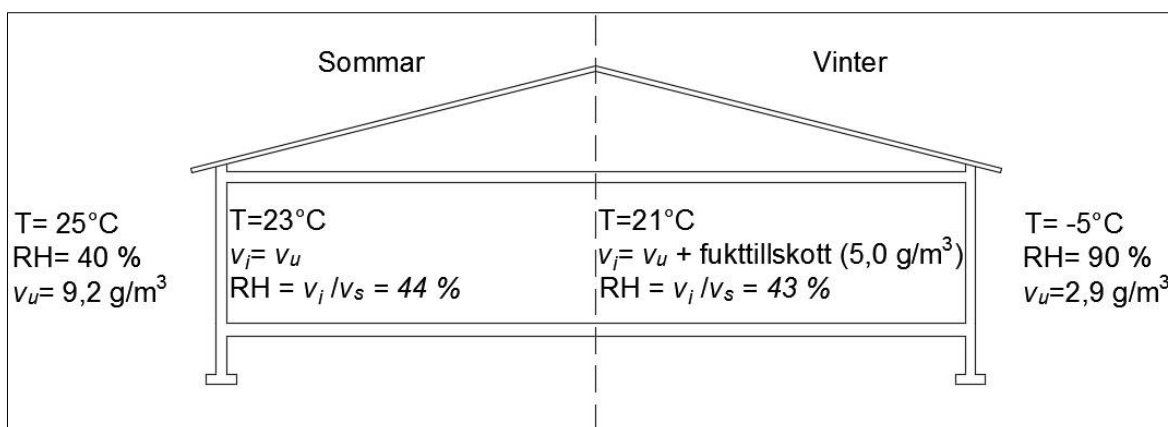 Sommar
Vinter
T= 25°C
RH= 40 %
vu= 9,2 g/m³
T=23°C
vi= vu
RH = vi /vs = 44 %
T=21°C
vi= vu + fukttillskott (5,0 g/m³)
RH = vi /vs = 43 %
T= -5°C
RH= 90 %
vu=2,9 g/m³